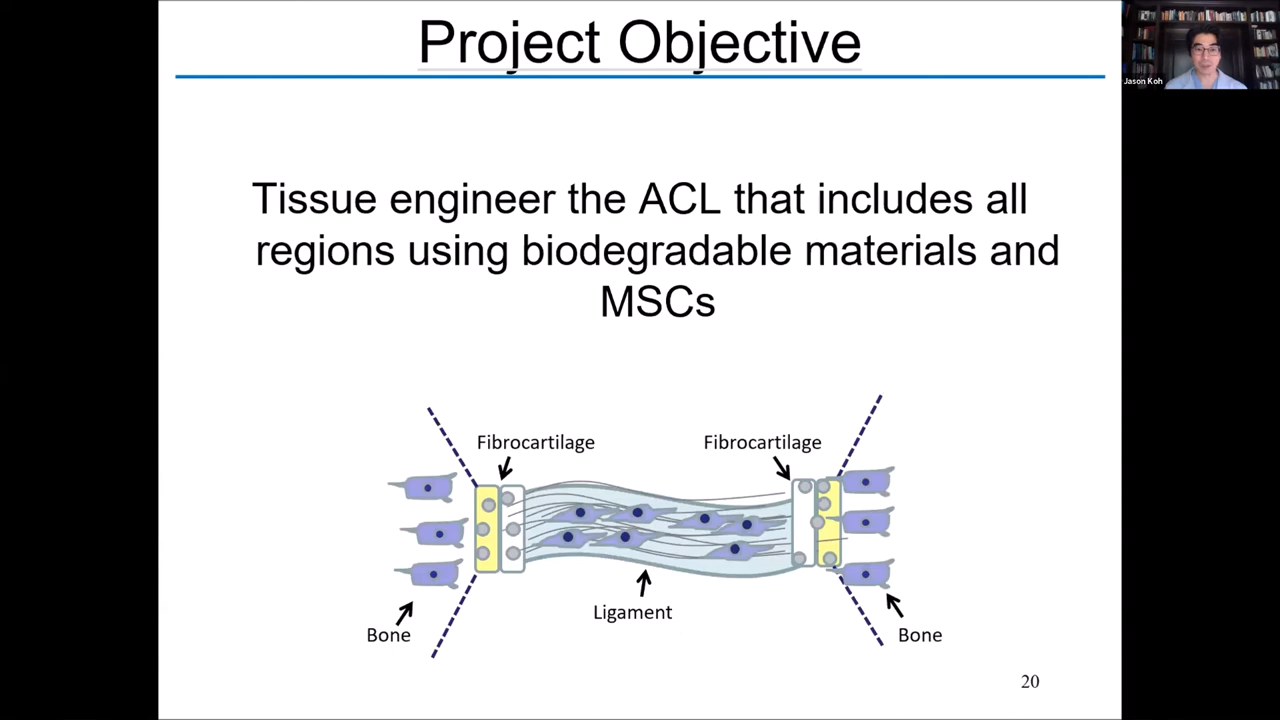 Project Objective
Jason Koh
Tissue engineer the ACL that includes all
regions using biodegradable materials and
MSCs
Fibrocartilage
Fibrocartilage
Ligament
Bone
Bone
20